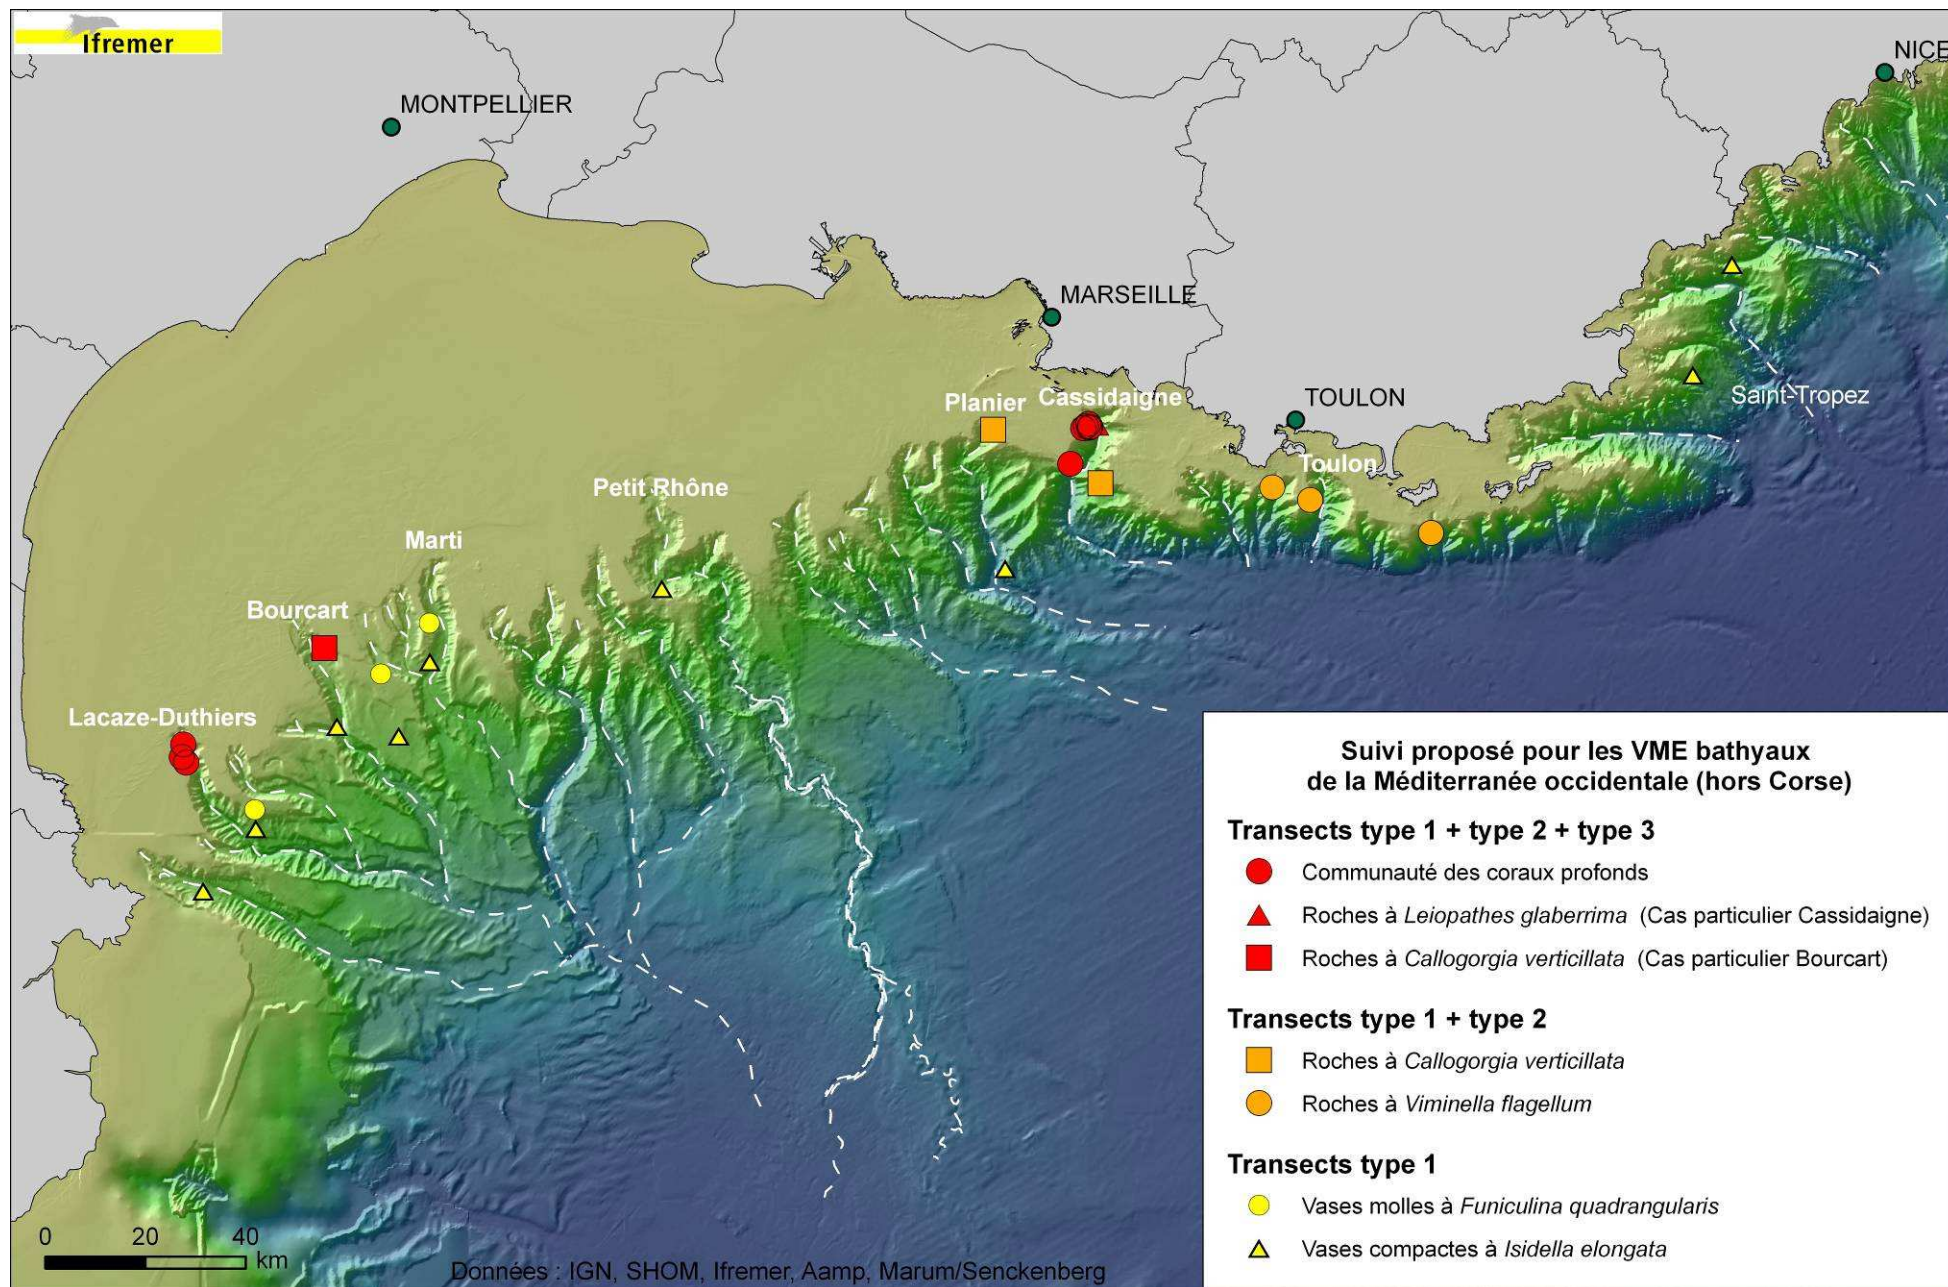 Ifremer
NICE
MONTPELLIER
MARSEILLE
Planier
Cassidaigne
TOULON
Saint-Tropez
Toulon
Petit Rhône
Marti
Bourcart
Lacaze-Duthiers
Suivi proposé pour les VME bathyaux
de la Méditerranée occidentale (hors Corse)
Transects type 1 + type 2 + type 3
Communauté des coraux profonds
Roches à Leiopathes glaberrima (Cas particulier Cassidaigne)
Roches à Callogorgia verticillata (Cas particulier Bourcart)
Transects type 1 + type 2
Roches à Callogorgia verticillata
Roches à Viminella flagellum
Transects type 1
Vases molles à Funiculina quadrangularis
Vases compactes à Isidella elongata
0 20 40
km
Données : IGN, SHOM, Ifremer, Aamp, Marum/Senckenberg